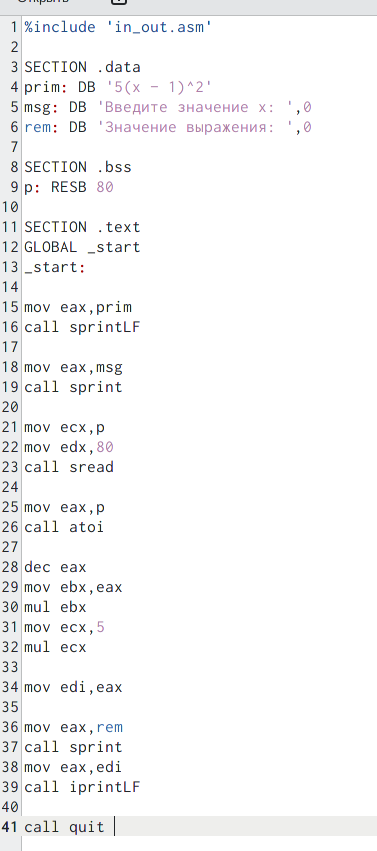 Открыть
1 %include 'in_out.asm'
2
3 SECTION .data
4 prim: DB '5(x - 1)^2'
5 msg: DB 'Введите значение x: ',0
6 rem: DB 'Значение выражения: ',0
7
8 SECTION .bss
9 p: RESB 80
10
11 SECTION .text
12 GLOBAL _start
13 _start:
14
15 mov eax,prim
16 call sprintLF
17
18 mov eax,msg
19 call sprint
20
21 mov ecx,p
22 mov edx,80
23 call sread
24
25 mov eax,p
26 call atoi
27
28 dec eax
29 mov ebx,eax
30 mul ebx
31 mov ecx,5
32 mul ecx
33
34 mov edi,eax
35
36 mov eax,rem
37 call sprint
38 mov eax,edi
39 call iprintLF
40
41 call quit